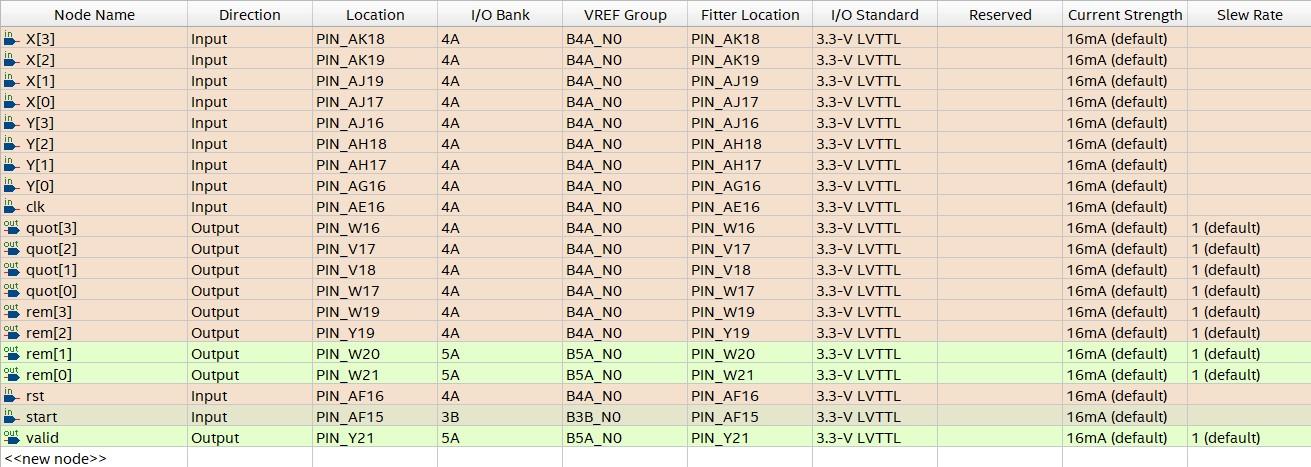 Node Name Direction Location I/O Bank VREF Group Fitter Location I/O Standard Reserved Current Strength Slew Rate
in X[3] Input PIN_AK18 4A B4A_N0 PIN_AK18 3.3-V LVTTL 16mA (default)
in X[2] Input PIN_AK19 4A B4A_N0 PIN_AK19 3.3-V LVTTL 16mA (default)
in X[1] Input PIN_AJ19 4A B4A_N0 PIN_AJ19 3.3-V LVTTL 16mA (default)
in X[0] Input PIN_AJ17 4A B4A_N0 PIN_AJ17 3.3-V LVTTL 16mA (default)
in Y[3] Input PIN_AJ16 4A B4A_N0 PIN_AJ16 3.3-V LVTTL 16mA (default)
in Y[2] Input PIN_AH18 4A B4A_N0 PIN_AH18 3.3-V LVTTL 16mA (default)
in Y[1] Input PIN_AH17 4A B4A_N0 PIN_AH17 3.3-V LVTTL 16mA (default)
in Y[0] Input PIN_AG16 4A B4A_N0 PIN_AG16 3.3-V LVTTL 16mA (default)
in clk Input PIN_AE16 4A B4A_N0 PIN_AE16 3.3-V LVTTL 16mA (default)
out quot[3] Output PIN_W16 4A B4A_N0 PIN_W16 3.3-V LVTTL 16mA (default) 1 (default)
out quot[2] Output PIN_V17 4A B4A_N0 PIN_V17 3.3-V LVTTL 16mA (default) 1 (default)
out quot[1] Output PIN_V18 4A B4A_N0 PIN_V18 3.3-V LVTTL 16mA (default) 1 (default)
out quot[0] Output PIN_W17 4A B4A_N0 PIN_W17 3.3-V LVTTL 16mA (default) 1 (default)
out rem[3] Output PIN_W19 4A B4A_N0 PIN_W19 3.3-V LVTTL 16mA (default) 1 (default)
out rem[2] Output PIN_Y19 4A B4A_N0 PIN_Y19 3.3-V LVTTL 16mA (default) 1 (default)
out rem[1] Output PIN_W20 5A B5A_N0 PIN_W20 3.3-V LVTTL 16mA (default) 1 (default)
out rem[0] Output PIN_W21 5A B5A_N0 PIN_W21 3.3-V LVTTL 16mA (default) 1 (default)
in rst Input PIN_AF16 4A B4A_N0 PIN_AF16 3.3-V LVTTL 16mA (default)
in start Input PIN_AF15 3B B3B_N0 PIN_AF15 3.3-V LVTTL 16mA (default)
out valid Output PIN_Y21 5A B5A_N0 PIN_Y21 3.3-V LVTTL 16mA (default) 1 (default)
<<new node>>